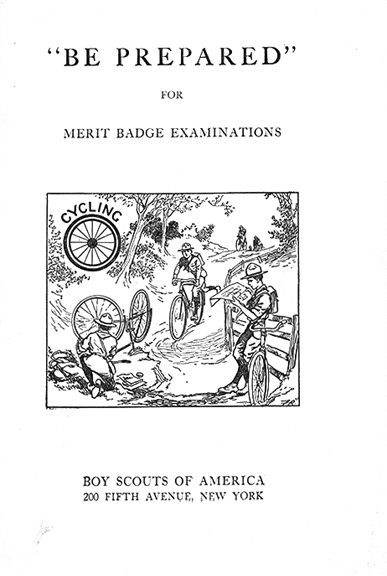 "BE PREPARED"
FOR
MERIT BADGE EXAMINATIONS
CYCLING
BOY SCOUTS OF AMERICA
200 FIFTH AVENUE, NEW YORK